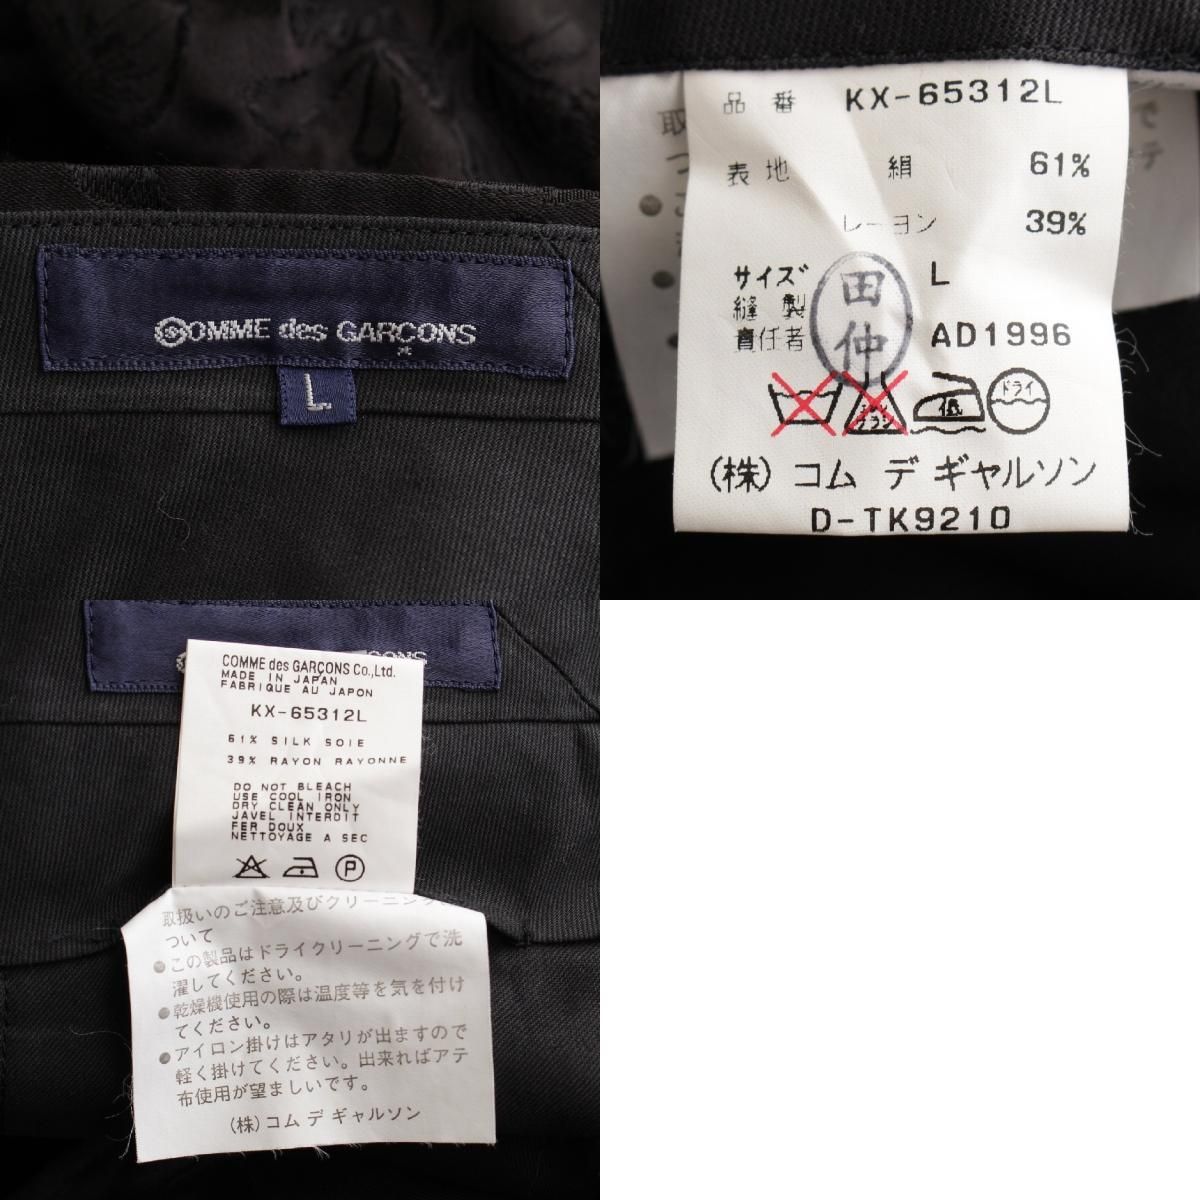 COMME des GARCONS
L
品番 KX-65312L
表地 絹 61%
レーヨン 39%
サイズ L
縫製
責任者 田仲 AD1996
エンソ
サラシ
低
ドライ
(株) コム デ ギャルソン
D-TK9210
COMME des GARÇONS Co.,Ltd.
MADE IN JAPAN
FABRIQUE AU JAPON
KX-65312L
61% SILK SOIE
39% RAYON RAYONNE
DO NOT BLEACH
USE COOL IRON
DRY CLEAN ONLY
JAVEL INTERDIT
FER DOUX
NETTOYAGE A SEC
P
取扱いのご注意及びクリーニング
ついて
●この製品はドライクリーニングで洗
濯してください。
●乾燥機使用の際は温度等を気を付け
てください。
●アイロン掛けはアタリが出ますので
軽く掛けてください。出来ればアテ
布使用が望ましいです。
(株) コム デ ギャルソン